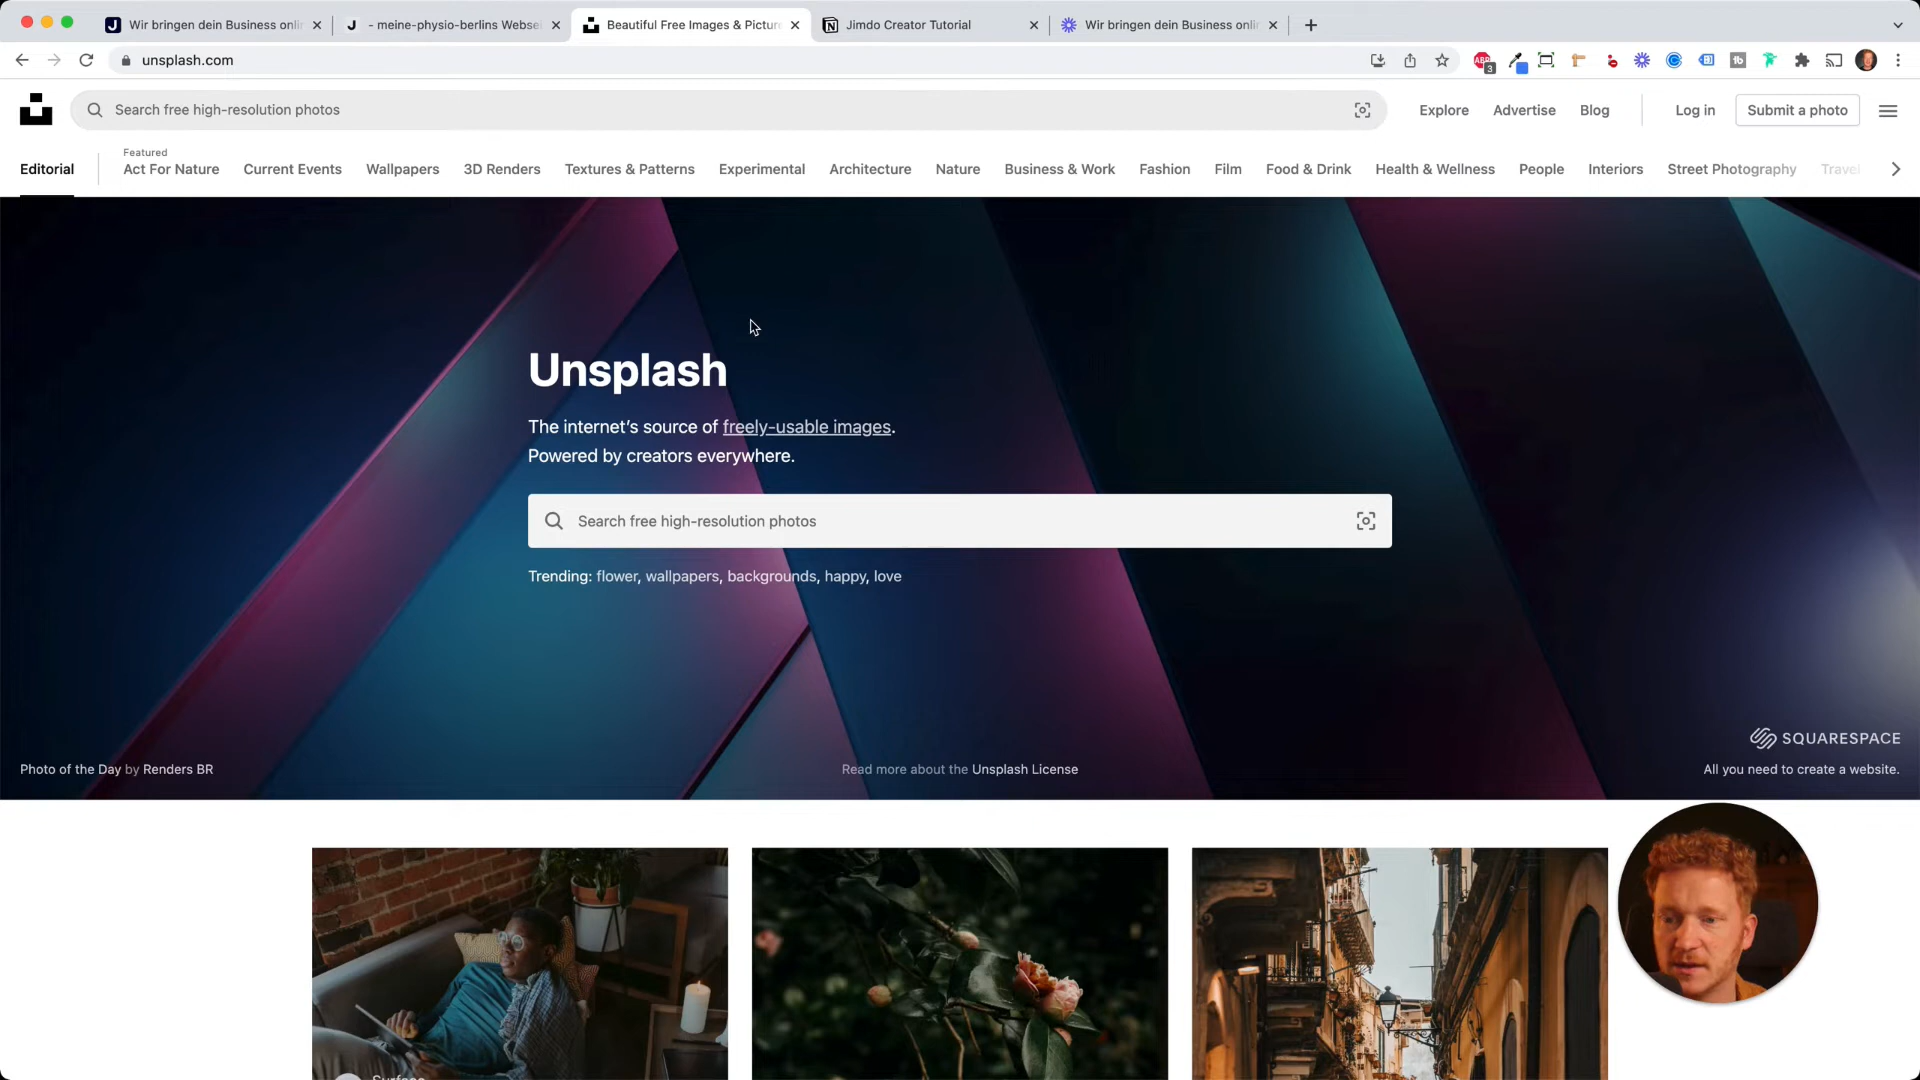 Wir bringen dein Business onli
- meine-physio-berlins Websei
Beautiful Free Images & Picture
Jimdo Creator Tutorial
Wir bringen dein Business onlin
unsplash.com
3
Search free high-resolution photos
Explore
Advertise
Blog
Log in
Submit a photo
Editorial
Featured
Act For Nature
Current Events
Wallpapers
3D Renders
Textures & Patterns
Experimental
Architecture
Nature
Business & Work
Fashion
Film
Food & Drink
Health & Wellness
People
Interiors
Street Photography
Travel
Unsplash
The internet's source of freely-usable images.
Powered by creators everywhere.
Search free high-resolution photos
Trending: flower, wallpapers, backgrounds, happy, love
SQUARESPACE
Photo of the Day by Renders BR
Read more about the Unsplash License
All you need to create a website.